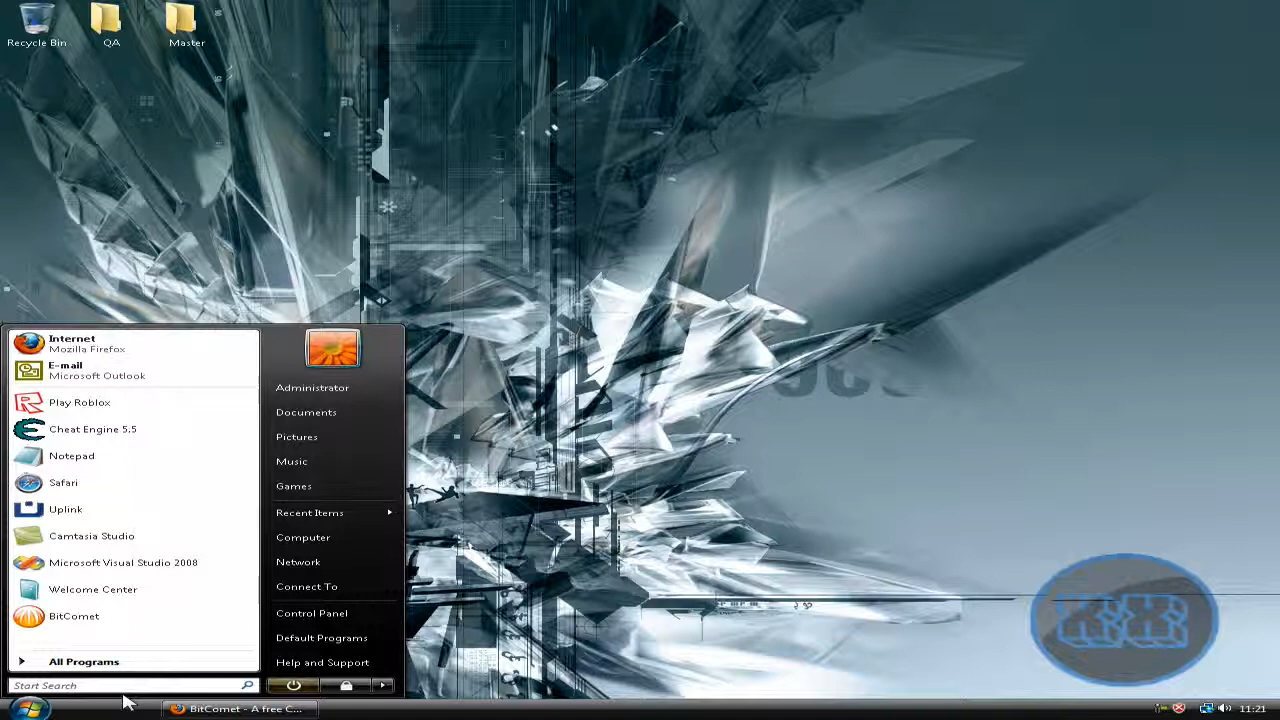 Recycle Bin
QA
Master
Internet
Mozilla Firefox
E-mail
Microsoft Outlook
Play Roblox
Cheat Engine 5.5
Notepad
Safari
Uplink
Camtasia Studio
Microsoft Visual Studio 2008
Welcome Center
BitComet
All Programs
Start Search
Administrator
Documents
Pictures
Music
Games
Recent Items
Computer
Network
Connect To
Control Panel
Default Programs
Help and Support
BitComet - A free C...
11:21